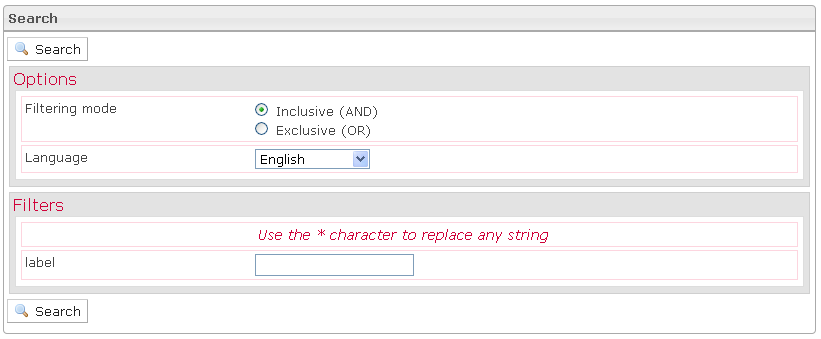 Search
Search
Options
Filtering mode
Inclusive (AND)
Exclusive (OR)
Language
English
Filters
Use the * character to replace any string
label
Search